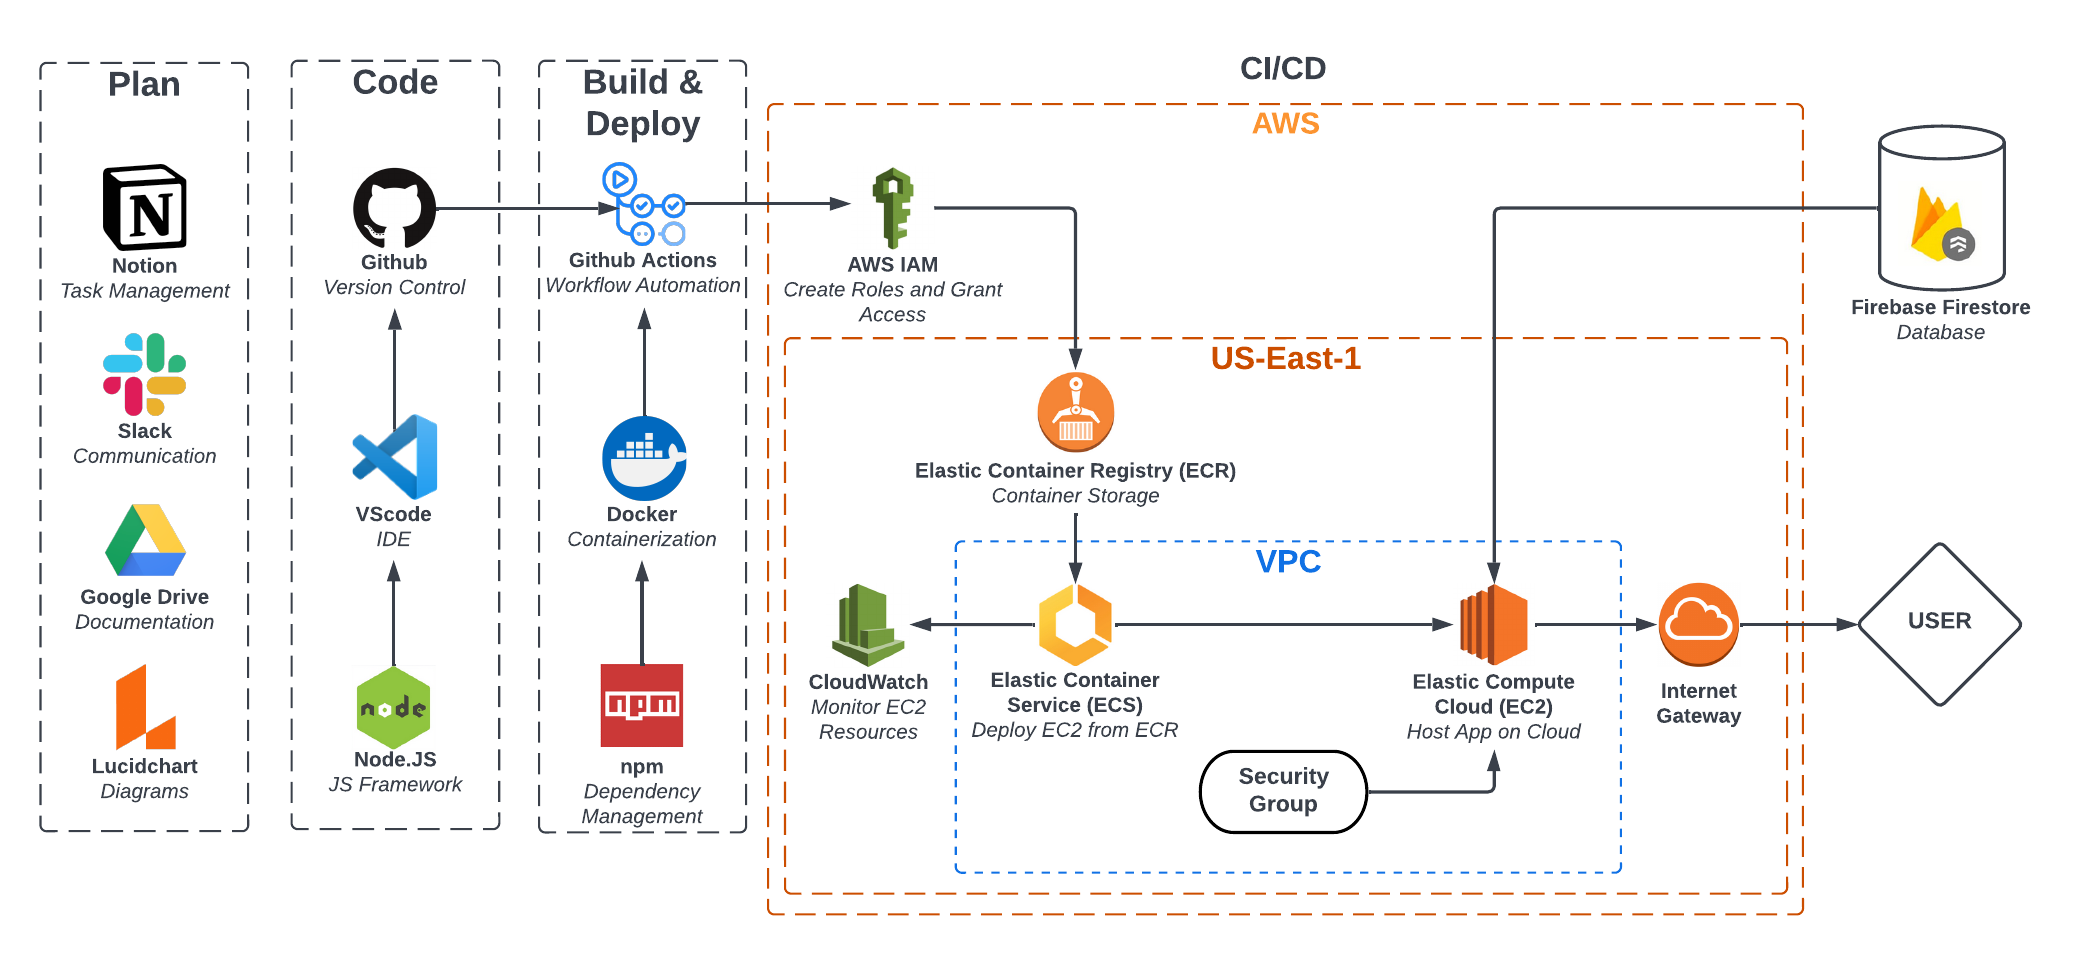 Plan
Notion
Task Management
Slack
Communication
Google Drive
Documentation
Lucidchart
Diagrams
Code
Github
Version Control
VScode
IDE
node
Node.JS
JS Framework
Build &
Deploy
Github Actions
Workflow Automation
Docker
Containerization
npm
npm
Dependency
Management
CI/CD
AWS
AWS IAM
Create Roles and Grant
Access
US-East-1
Elastic Container Registry (ECR)
Container Storage
VPC
CloudWatch
Monitor EC2
Resources
Elastic Container
Service (ECS)
Deploy EC2 from ECR
Elastic Compute
Cloud (EC2)
Host App on Cloud
Security
Group
Internet
Gateway
Firebase Firestore
Database
USER